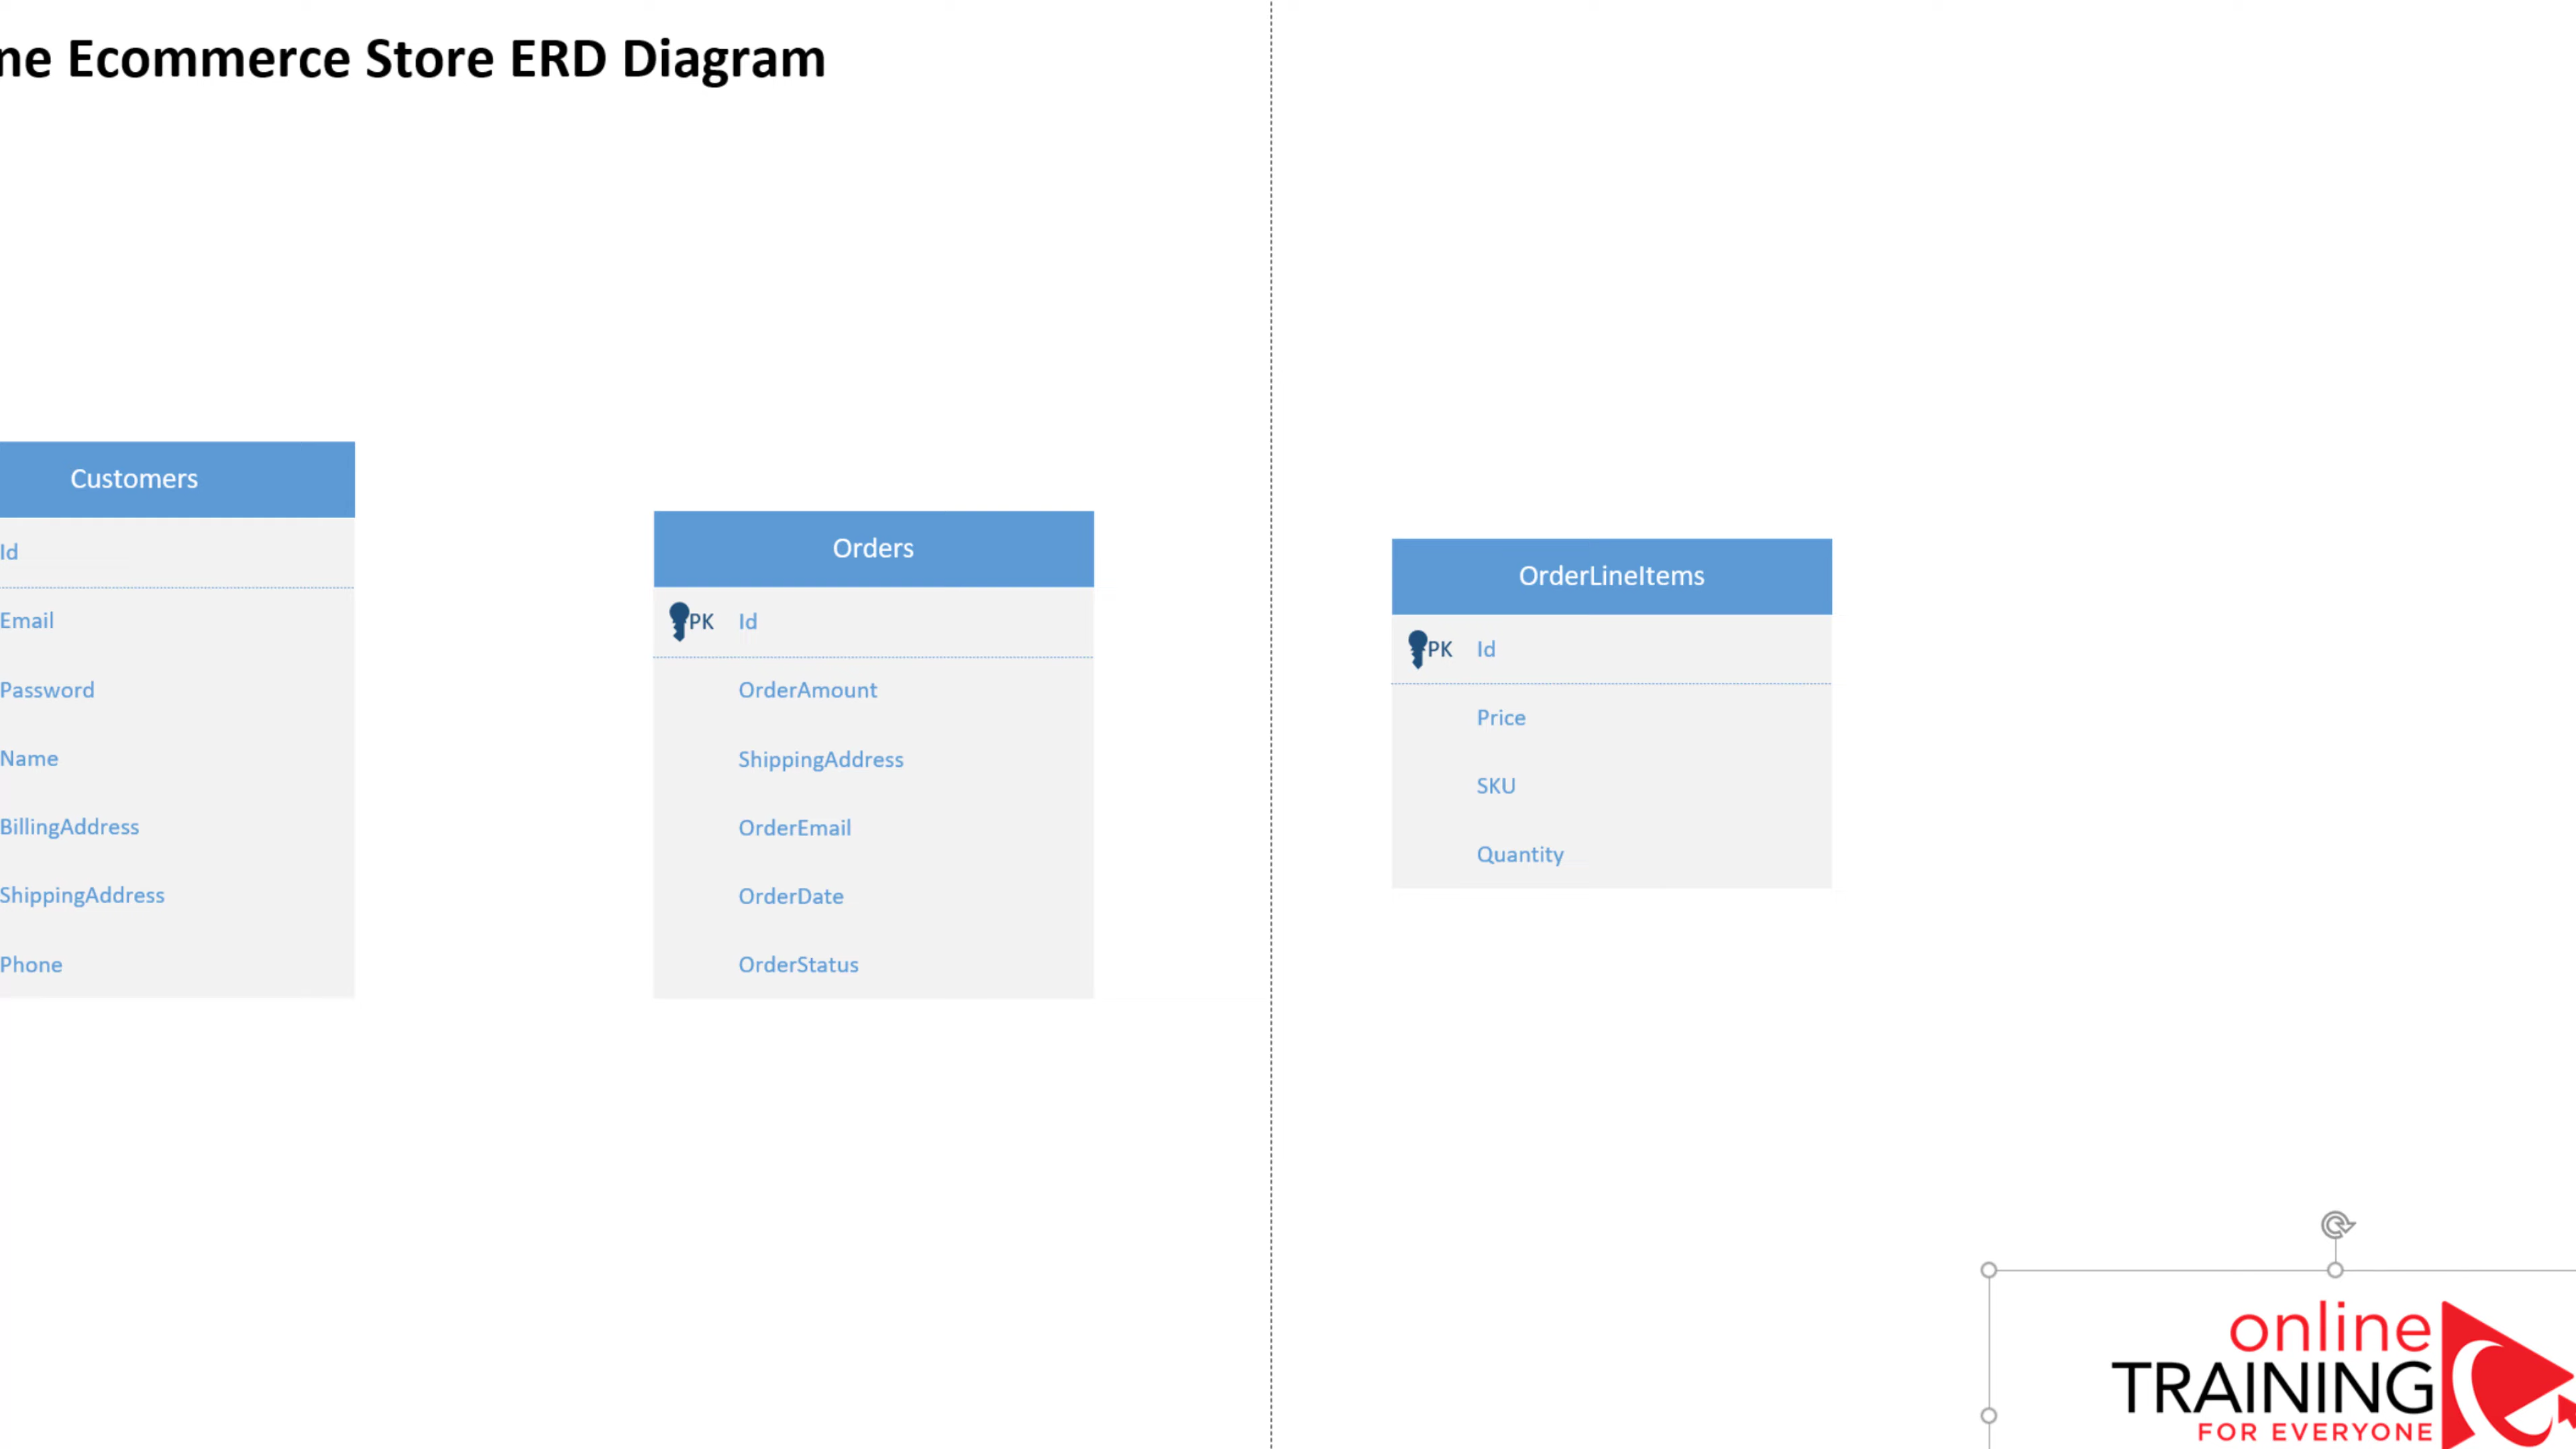 ne Ecommerce Store ERD Diagram
Customers
Id
Email
Password
Name
BillingAddress
ShippingAddress
Phone
Orders
PK Id
OrderAmount
ShippingAddress
OrderEmail
OrderDate
OrderStatus
OrderLineItems
PK Id
Price
SKU
Quantity
online
TRAINING
FOR EVERYONE